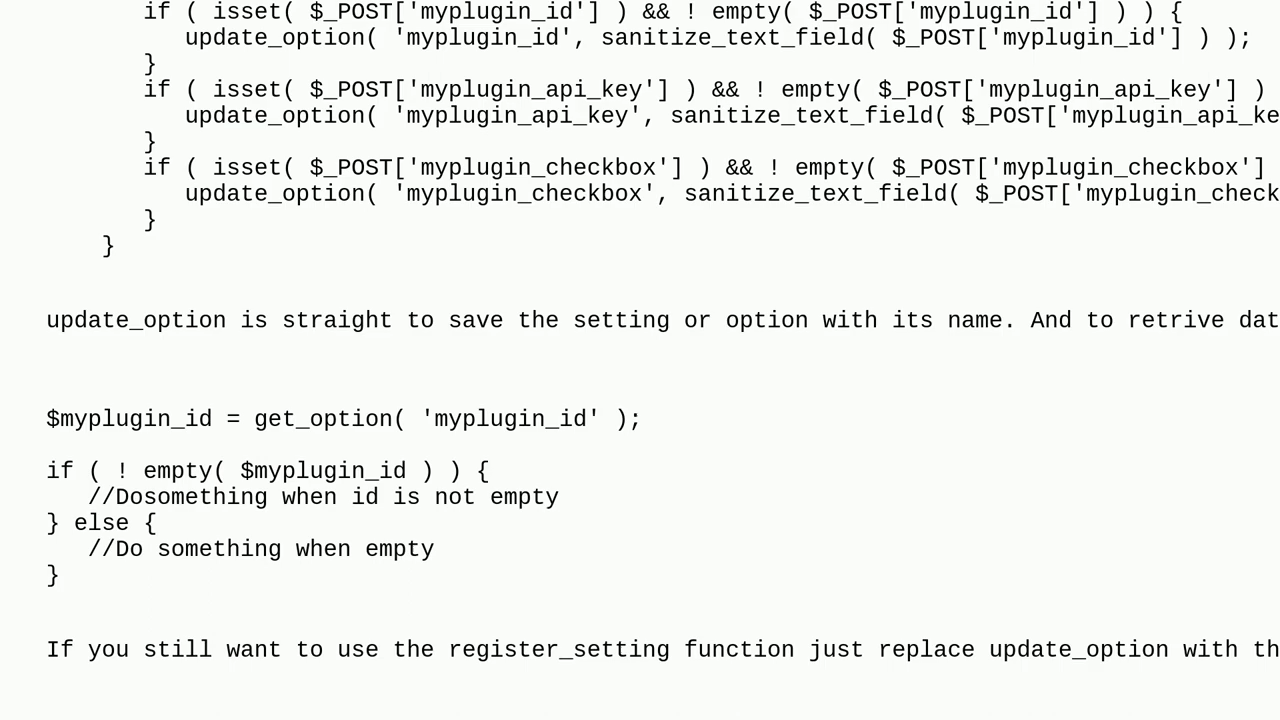 if ( isset( $_POST['myplugin_id'] ) && ! empty( $_POST['myplugin_id'] ) ) {
update_option( 'myplugin_id', sanitize_text_field( $_POST['myplugin_id'] ) );
}
if ( isset( $_POST['myplugin_api_key'] ) && ! empty( $_POST['myplugin_api_key'] )
update_option( 'myplugin_api_key', sanitize_text_field( $_POST['myplugin_api_ke
}
if ( isset( $_POST['myplugin_checkbox'] ) && ! empty( $_POST['myplugin_checkbox']
update_option( 'myplugin_checkbox', sanitize_text_field( $_POST['myplugin_check
}
}
update_option is straight to save the setting or option with its name. And to retrive dat
$myplugin_id = get_option( 'myplugin_id' );
if ( ! empty( $myplugin_id ) ) {
//Dosomething when id is not empty
} else {
//Do something when empty
}
If you still want to use the register_setting function just replace update_option with th